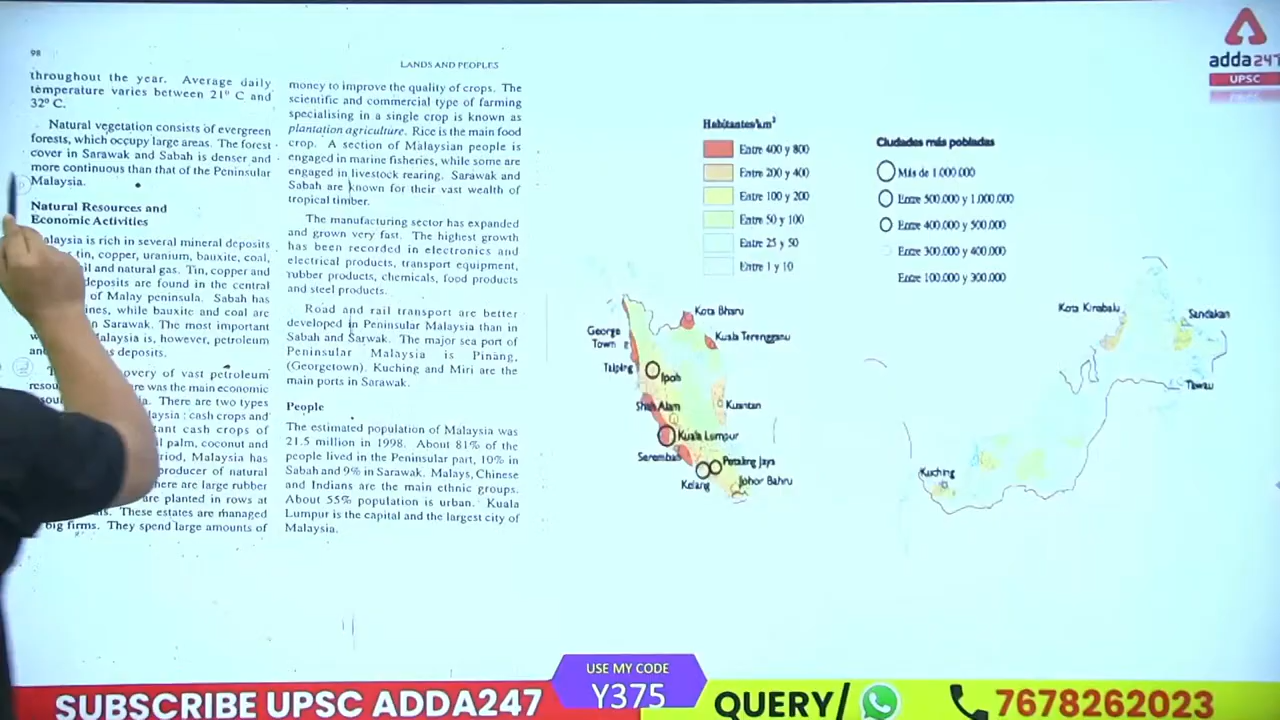 98
LANDS AND PEOPLES
throughout the year. Average daily
temperature varies between 21° C and
32° C.
Natural vegetation consists of evergreen
forests, which occupy large areas. The forest
cover in Sarawak and Sabah is denser and
more continuous than that of the Peninsular
Malaysia.
Natural Resources and
Economic Activities
alaysia is rich in several mineral deposits
tin, copper, uranium, bauxite, coal,
il and natural gas. Tin, copper and
deposits are found in the central
of Malay peninsula. Sabah has
ines, while bauxite and coal are
n Sarawak. The most important
alaysia is, however, petroleum
and s deposits.
overy of vast petroleum
resou re was the main economic
sou a. There are two types
laysia : cash crops and
tant cash crops of
l palm, coconut and
riod, Malaysia has
producer of natural
here are large rubber
are planted in rows at
ls. These estates are managed
big firms. They spend large amounts of
money to improve the quality of crops. The
scientific and commercial type of farming
specialising in a single crop is known as
plantation agriculture. Rice is the main food
crop. A section of Malaysian people is
engaged in marine fisheries, while some are
engaged in livestock rearing. Sarawak and
Sabah are known for their vast wealth of
tropical timber.
The manufacturing sector has expanded
and grown very fast. The highest growth
has been recorded in electronics and
electrical products, transport equipment,
rubber products, chemicals, food products
and steel products.
Road and rail transport are better
developed in Peninsular Malaysia than in
Sabah and Sarwak. The major sea port of
Peninsular Malaysia is Pinang,
(Georgetown). Kuching and Miri are the
main ports in Sarawak.
People
The estimated population of Malaysia was
21.5 million in 1998. About 81% of the
people lived in the Peninsular part, 10% in
Sabah and 9% in Sarawak. Malays, Chinese
and Indians are the main ethnic groups.
About 55% population is urban. Kuala
Lumpur is the capital and the largest city of
Malaysia.
Habitantes/km²
Entre 400 y 800
Entre 200 y 400
Entre 100 y 200
Entre 50 y 100
Entre 25 y 50
Entre 1 y 10
Ciudades más pobladas
Más de 1.000.000
Entre 500.000 y 1.000.000
Entre 400.000 y 500.000
Entre 300.000 y 400.000
Entre 100.000 y 300.000
Kota Bharu
George
Town
Kuala Terengganu
Taiping
Ipoh
Shah Alam
Kuantan
Kuala Lumpur
Seremban
Petaling Jaya
Kelang
Johor Bahru
Kota Kinabalu
Sandakan
Tawau
Kuching
adda247
UPSC
USE MY CODE
Y375
SUBSCRIBE UPSC ADDA247
QUERY/
7678262023